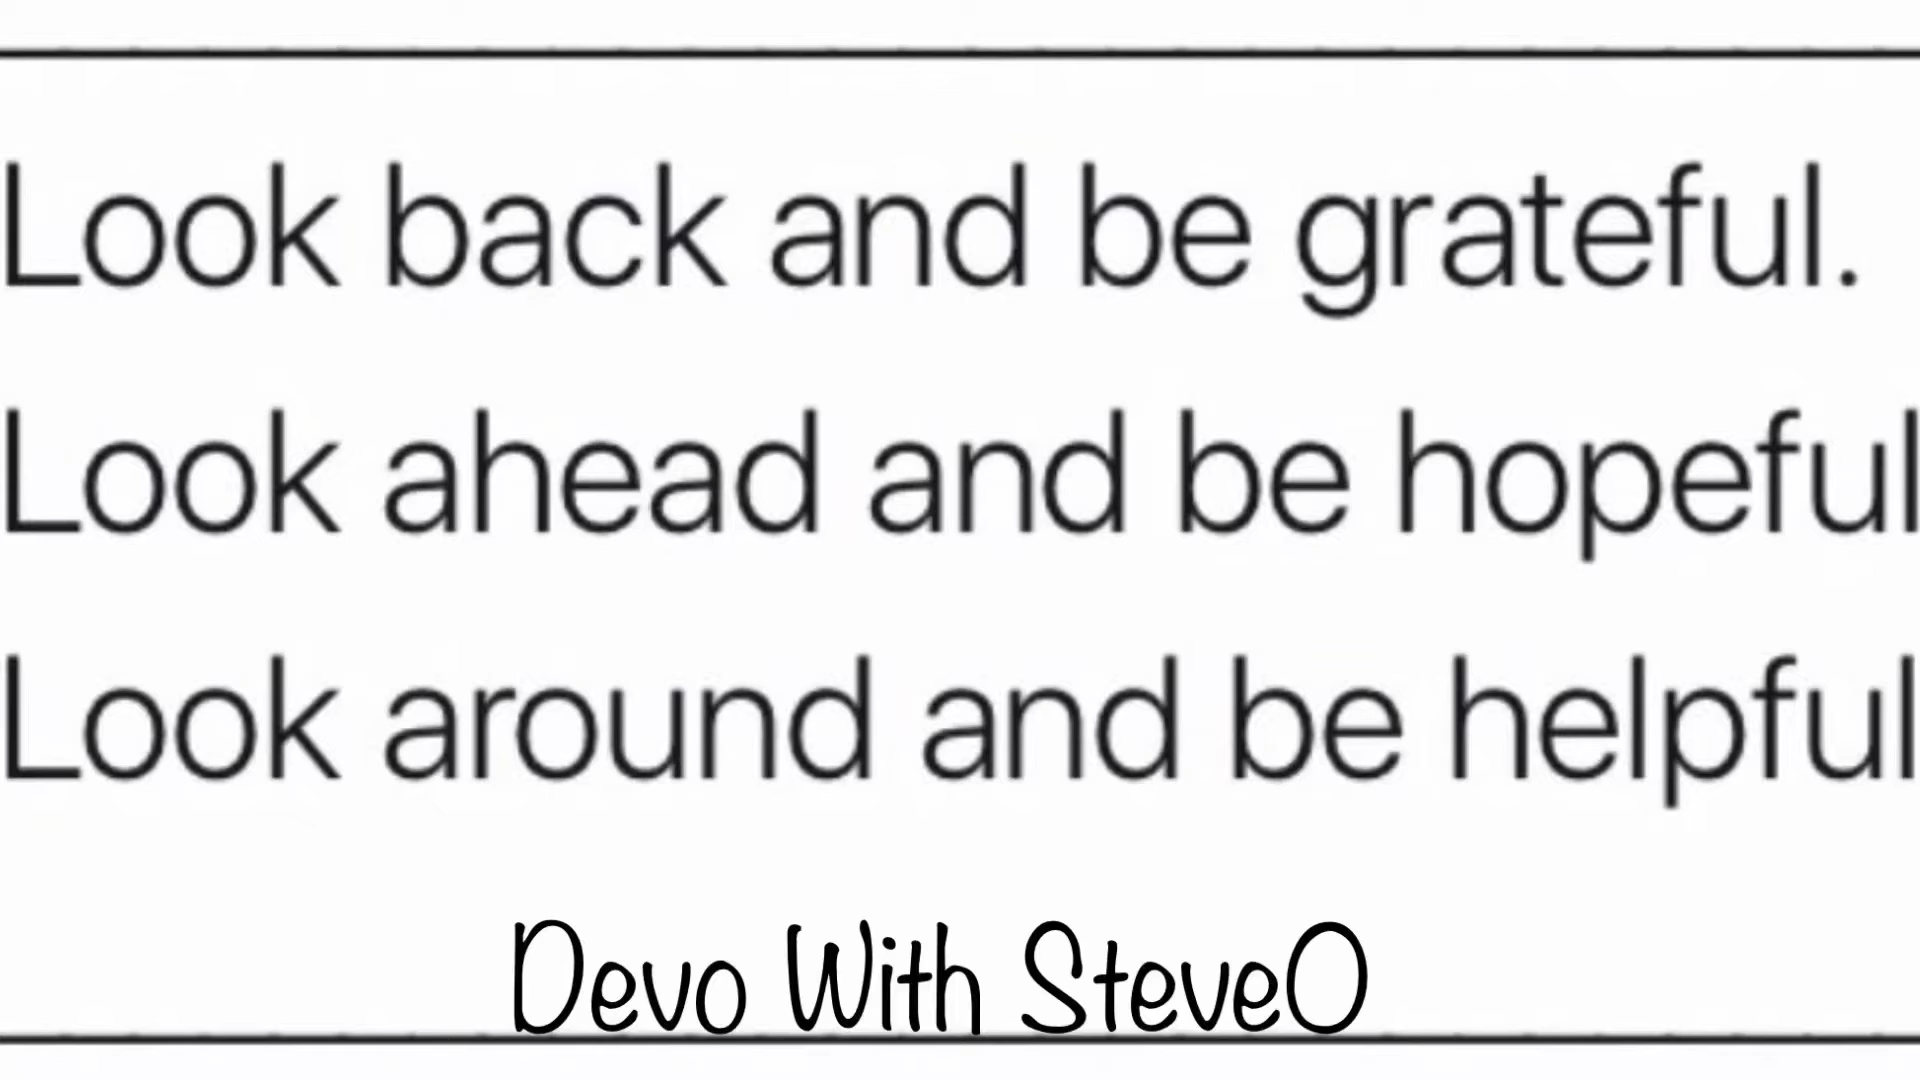 Look back and be grateful.
Look ahead and be hopeful
Look around and be helpful
Devo With SteveO